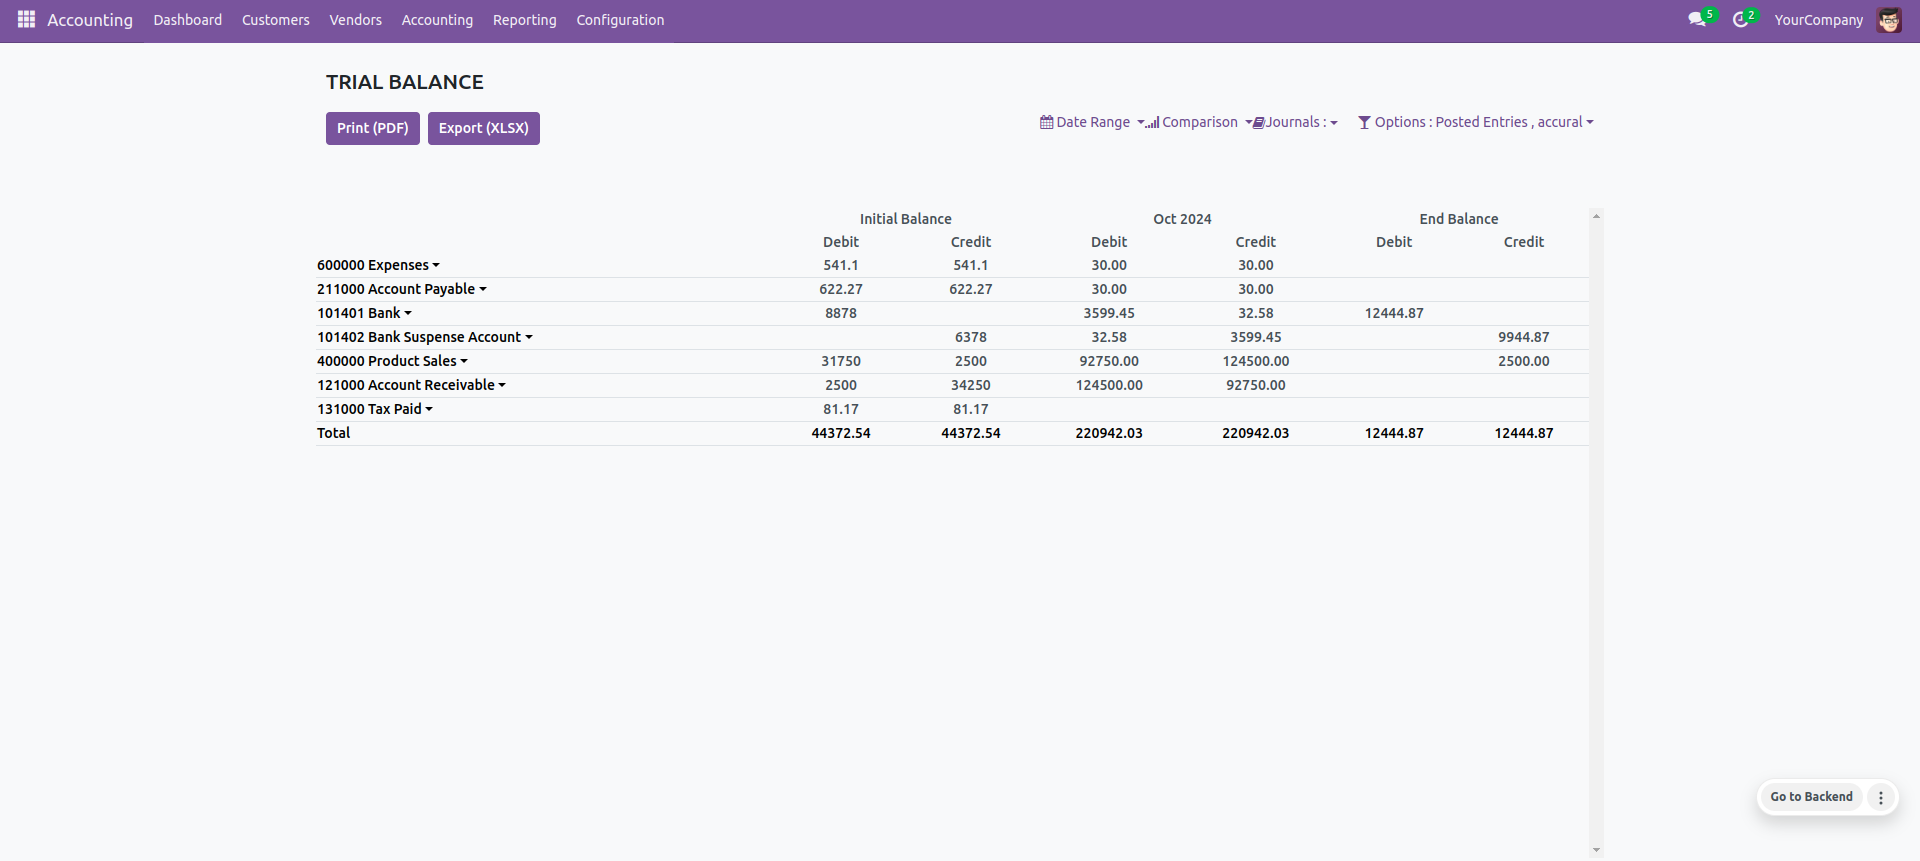 Accounting Dashboard Customers Vendors Accounting Reporting Configuration 5 2 YourCompany
TRIAL BALANCE
Print (PDF) Export (XLSX) Date Range Comparison Journals : Options : Posted Entries , accural
Initial Balance Oct 2024 End Balance
Debit Credit Debit Credit Debit Credit
600000 Expenses 541.1 541.1 30.00 30.00
211000 Account Payable 622.27 622.27 30.00 30.00
101401 Bank 8878 3599.45 32.58 12444.87
101402 Bank Suspense Account 6378 32.58 3599.45 9944.87
400000 Product Sales 31750 2500 92750.00 124500.00 2500.00
121000 Account Receivable 2500 34250 124500.00 92750.00
131000 Tax Paid 81.17 81.17
Total 44372.54 44372.54 220942.03 220942.03 12444.87 12444.87
Go to Backend